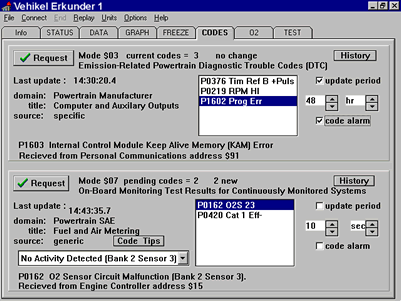 Vehikel Erkunder 1
File Connect End Replay Units Options Help
Info STATUS DATA GRAPH FREEZE CODES O2 TEST
Request Mode $03 current codes = 3 no change History
Emission-Related Powertrain Diagnostic Trouble Codes (DTC)
Last update : 14:30:20.4
domain: Powertrain Manufacturer
title: Computer and Auxilary Outputs
source: specific
P0376 Tim Ref B +Puls
P0219 RPM HI
P1602 Prog Err
update period
48 hr
code alarm
P1603 Internal Control Module Keep Alive Memory (KAM) Error
Recieved from Personal Communications address $91
Request Mode $07 pending codes = 2 2 new History
On-Board Monitoring Test Results for Continuously Monitored Systems
Last update : 14:43:35.7
domain: Powertrain SAE
title: Fuel and Air Metering
source: generic Code Tips
No Activity Detected (Bank 2 Sensor 3).
P0162 O2S 23
P0420 Cat 1 Eff-
update period
10 sec
code alarm
P0162 O2 Sensor Circuit Malfunction (Bank 2 Sensor 3).
Recieved from Engine Controller address $15